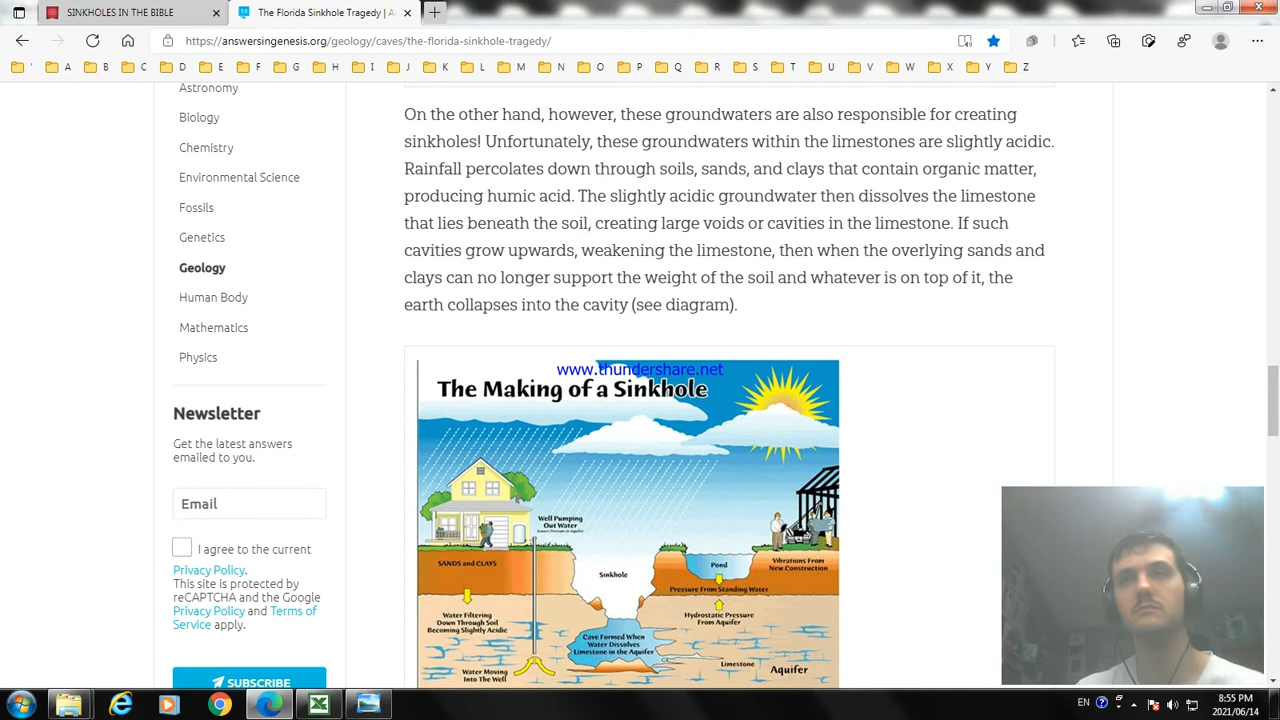 SINKHOLES IN THE BIBLE
The Florida Sinkhole Tragedy | A
https://answersingenesis.org/geology/caves/the-florida-sinkhole-tragedy/
' A B C D E F G H I J K L M N O P Q R S T U V W X Y Z
Astronomy
Biology
Chemistry
Environmental Science
Fossils
Genetics
Geology
Human Body
Mathematics
Physics
Newsletter
Get the latest answers
emailed to you.
Email
I agree to the current
Privacy Policy.
This site is protected by
reCAPTCHA and the Google
Privacy Policy and Terms of
Service apply.
SUBSCRIBE
On the other hand, however, these groundwaters are also responsible for creating
sinkholes! Unfortunately, these groundwaters within the limestones are slightly acidic.
Rainfall percolates down through soils, sands, and clays that contain organic matter,
producing humic acid. The slightly acidic groundwater then dissolves the limestone
that lies beneath the soil, creating large voids or cavities in the limestone. If such
cavities grow upwards, weakening the limestone, then when the overlying sands and
clays can no longer support the weight of the soil and whatever is on top of it, the
earth collapses into the cavity (see diagram).
www.thundershare.net
The Making of a Sinkhole
Well Pumping
Out Water
SANDS and CLAYS
Sinkhole
Pond
Vibrations From
New Construction
Pressure From Standing Water
Water Filtering
Down Through Soil
Becoming Slightly Acidic
Hydrostatic Pressure
From Aquifer
Cave Formed When
Water Dissolves
Limestone in the Aquifer
Limestone
Aquifer
Water Moving
Into The Well
EN
8:55 PM
2021/06/14